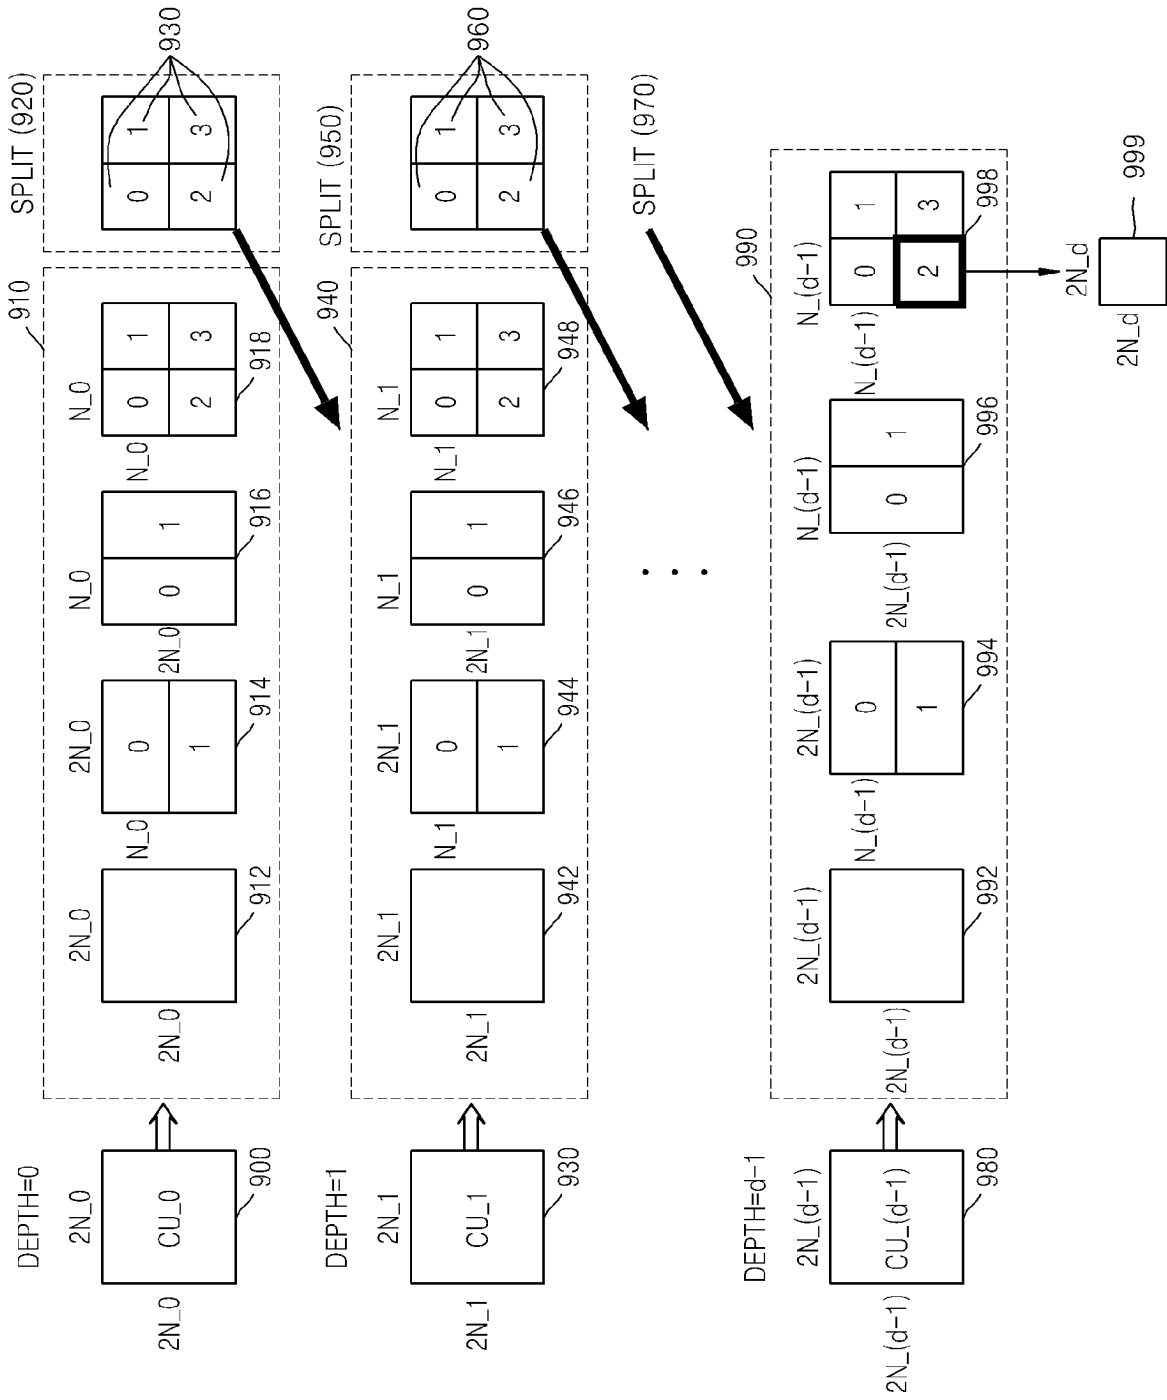 DEPTH=0
2N_0
2N_0
CU_0
900
910
2N_0
2N_0
912
2N_0
N_0
0
1
914
N_0
2N_0
0
1
916
N_0
N_0
0
1
2
3
918
SPLIT (920)
0
1
2
3
930
DEPTH=1
2N_1
2N_1
CU_1
930
940
2N_1
2N_1
942
2N_1
N_1
0
1
944
N_1
2N_1
0
1
946
N_1
N_1
0
1
2
3
948
SPLIT (950)
0
1
2
3
960
. . .
SPLIT (970)
DEPTH=d-1
2N_(d-1)
2N_(d-1)
CU_(d-1)
980
990
2N_(d-1)
2N_(d-1)
992
2N_(d-1)
N_(d-1)
0
1
994
N_(d-1)
2N_(d-1)
0
1
996
N_(d-1)
N_(d-1)
0
1
2
3
998
2N_d
2N_d
999